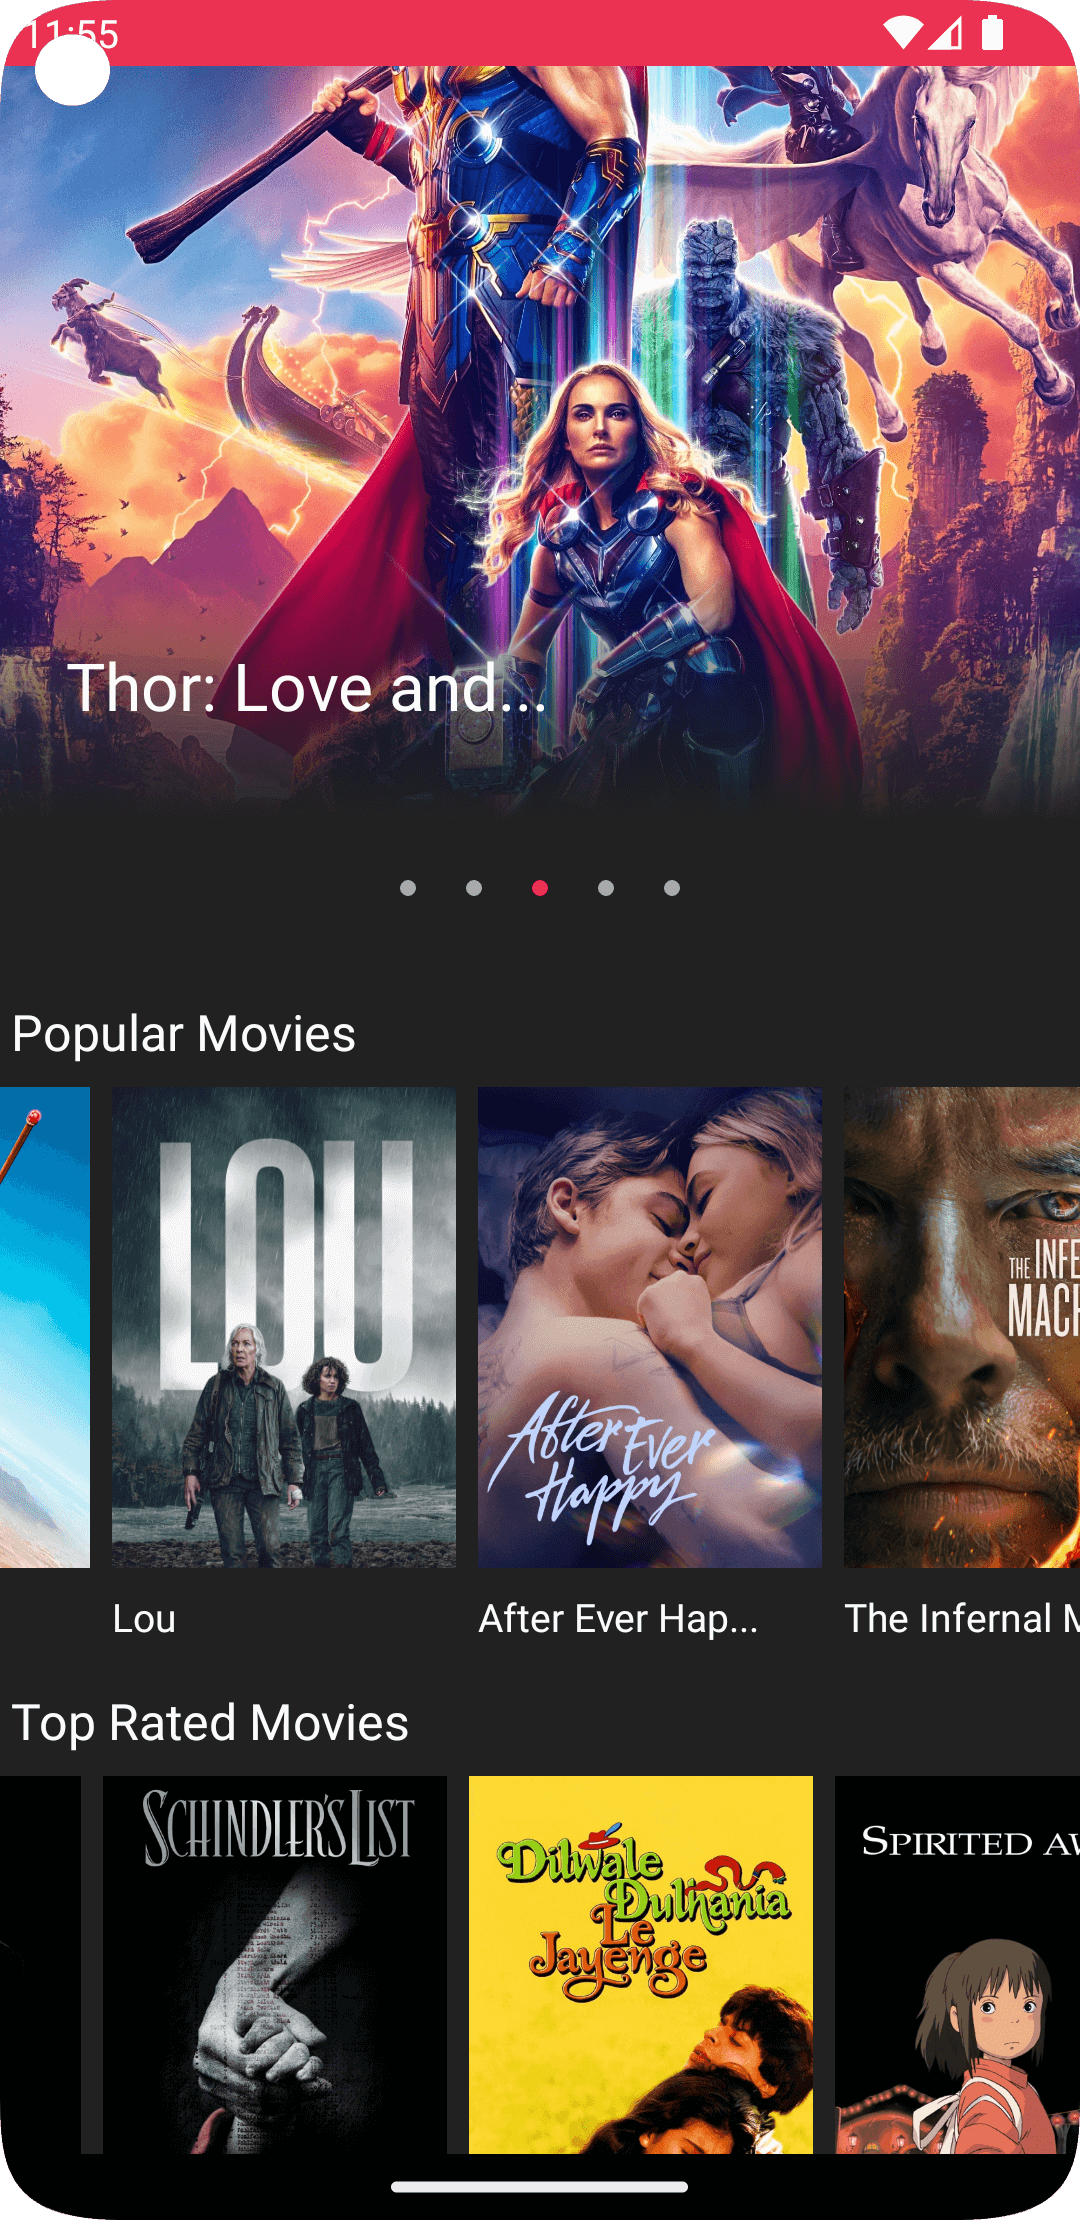 11:55
Thor: Love and...
Popular Movies
LOU
After Ever
Happy
THE INFE
MACH
Lou
After Ever Hap...
The Infernal M
Top Rated Movies
SCHINDLER'S LIST
Dilwale
Dulhania
Le
Jayenge
SPIRITED AW